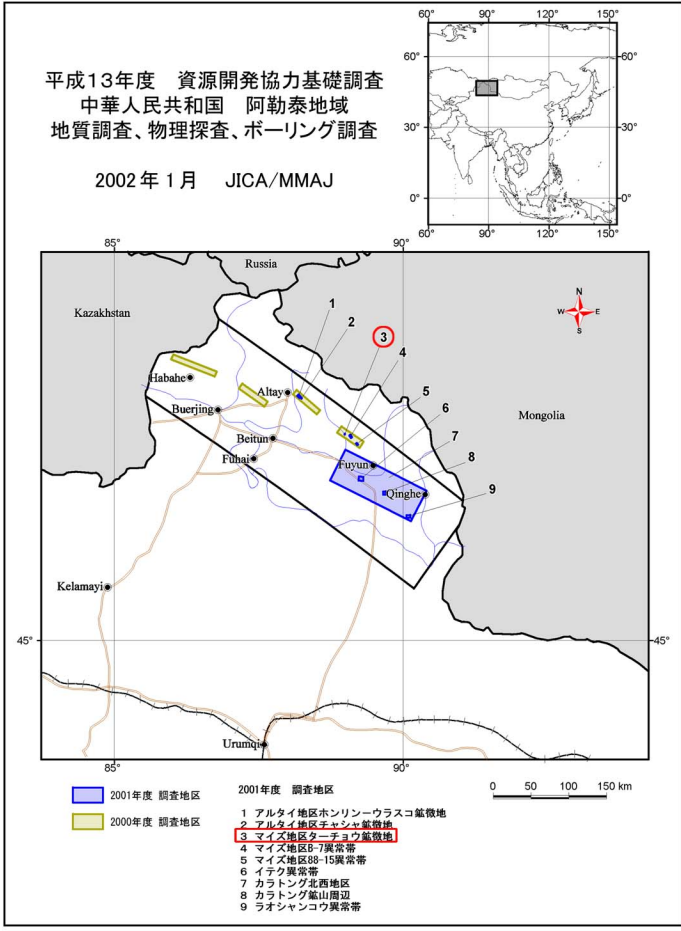 平成13年度 資源開発協力基礎調査
中華人民共和国 阿勒泰地域
地質調査、物理探査、ボーリング調査
2002年1月 JICA/MMAJ
60°
30°
0°
60°
30°
0°
60°
90°
120°
150°
85°
90°
Russia
Kazakhstan
Mongolia
N
W
E
S
1
2
3
4
5
6
7
8
9
Habahe
Altay
Buerjing
Beitun
Fuhai
Fuyun
Qinghe
Kelamayi
45°
45°
Urumqi
85°
90°
2001年度 調査地区
2000年度 調査地区
0 50 100 150 km
2001年度 調査地区
1 アルタイ地区ホンリンーウラスコ鉱微地
2 アルタイ地区チャシャ鉱微地
3 マイズ地区ターチョウ鉱微地
4 マイズ地区B-7異常帯
5 マイズ地区88-15異常帯
6 イテク異常帯
7 カラトング北西地区
8 カラトング鉱山周辺
9 ラオシャンコウ異常帯